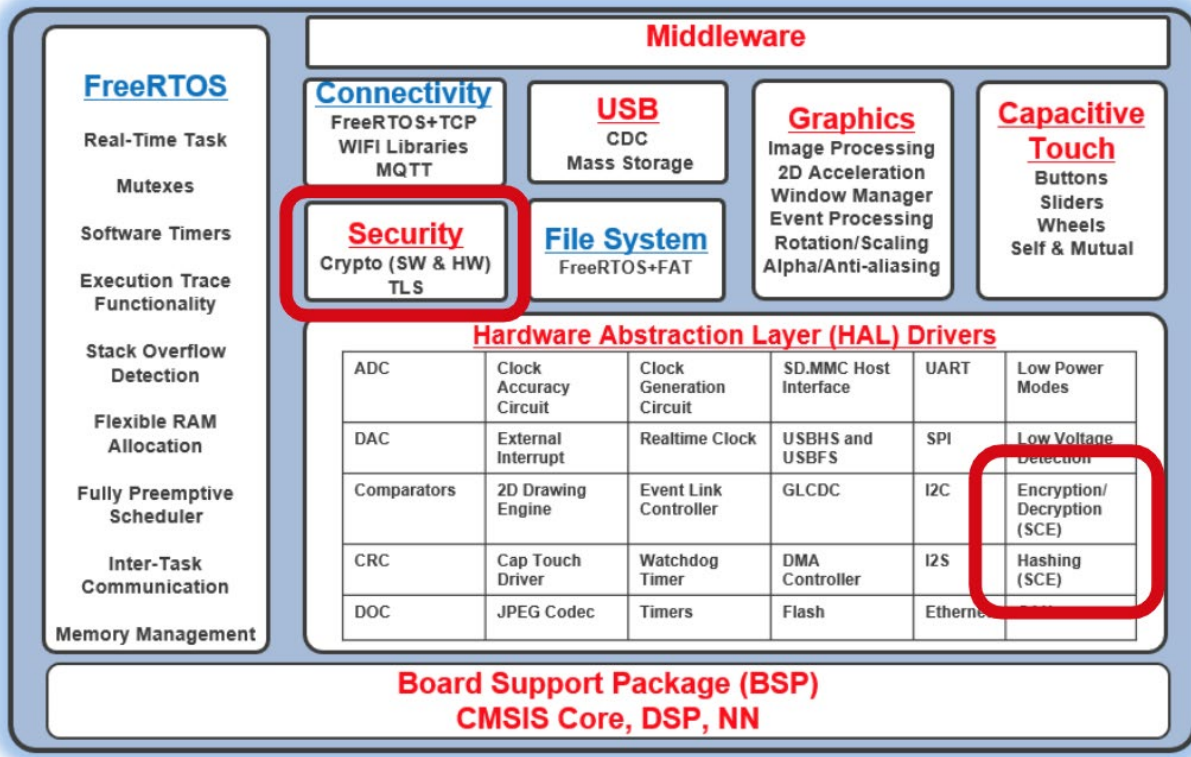 FreeRTOS
Real-Time Task
Mutexes
Software Timers
Execution Trace
Functionality
Stack Overflow
Detection
Flexible RAM
Allocation
Fully Preemptive
Scheduler
Inter-Task
Communication
Memory Management
Middleware
Connectivity
FreeRTOS+TCP
WIFI Libraries
MQTT
USB
CDC
Mass Storage
Graphics
Image Processing
2D Acceleration
Window Manager
Event Processing
Rotation/Scaling
Alpha/Anti-aliasing
Capacitive
Touch
Buttons
Sliders
Wheels
Self & Mutual
Security
Crypto (SW & HW)
TLS
File System
FreeRTOS+FAT
Hardware Abstraction Layer (HAL) Drivers
ADC
Clock
Accuracy
Circuit
Clock
Generation
Circuit
SD.MMC Host
Interface
UART
Low Power
Modes
DAC
External
Interrupt
Realtime Clock
USBHS and
USBFS
SPI
Low Voltage
Detection
Comparators
2D Drawing
Engine
Event Link
Controller
GLCDC
I2C
Encryption/
Decryption
(SCE)
CRC
Cap Touch
Driver
Watchdog
Timer
DMA
Controller
I2S
Hashing
(SCE)
DOC
JPEG Codec
Timers
Flash
Board Support Package (BSP)
CMSIS Core, DSP, NN